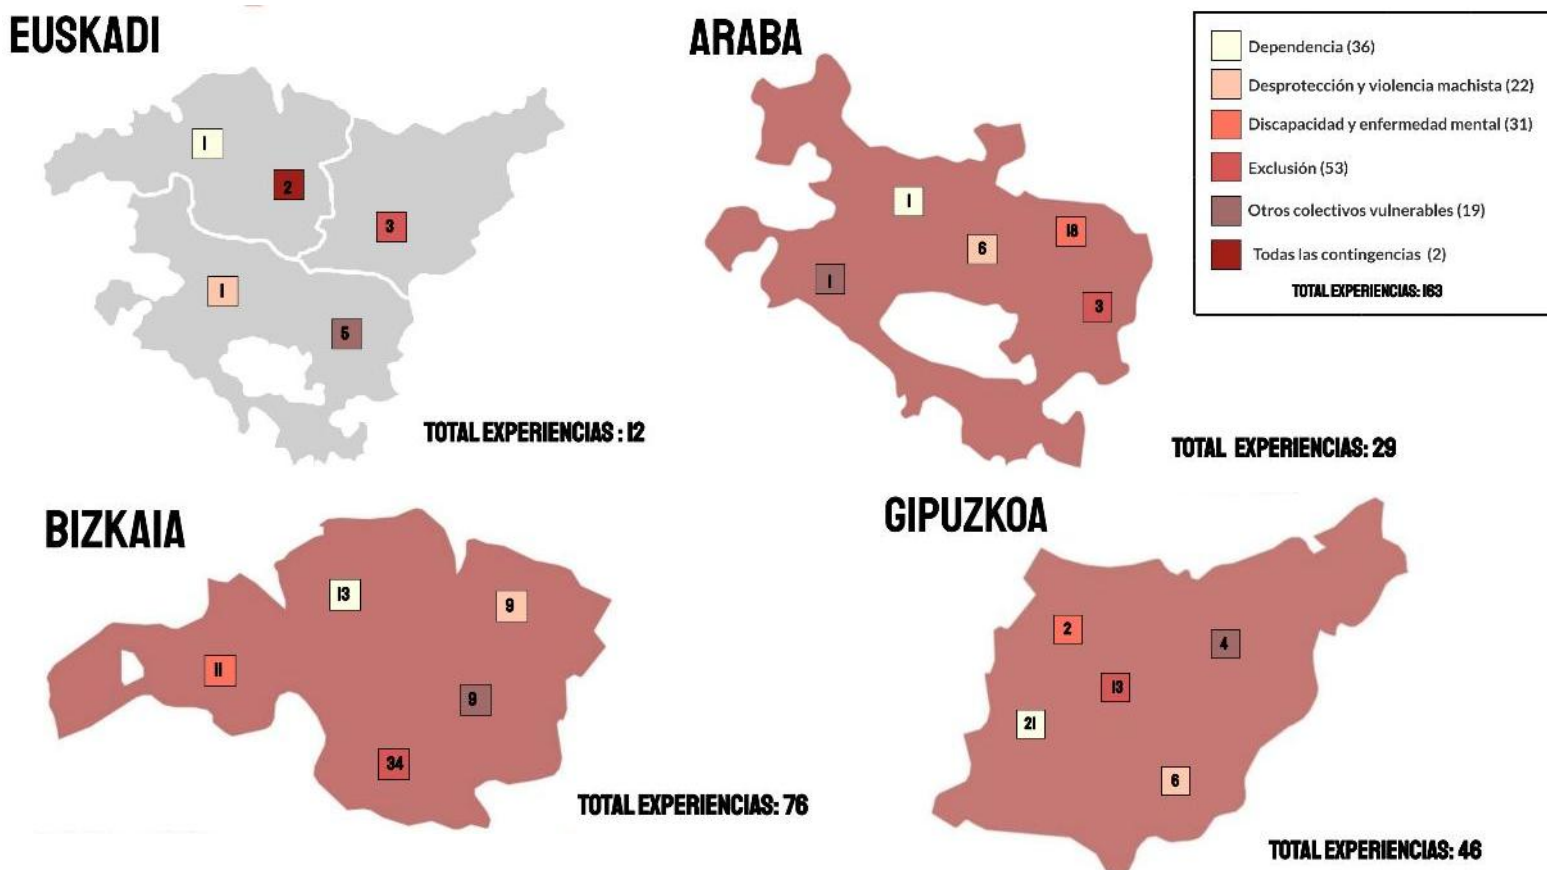 EUSKADI
1
2
3
1
5
TOTAL EXPERIENCIAS : 12
ARABA
1
6
18
1
3
TOTAL EXPERIENCIAS: 29
Dependencia (36)
Desprotección y violencia machista (22)
Discapacidad y enfermedad mental (31)
Exclusión (53)
Otros colectivos vulnerables (19)
Todas las contingencias (2)
TOTAL EXPERIENCIAS: 163
BIZKAIA
13
9
11
9
34
TOTAL EXPERIENCIAS: 76
GIPUZKOA
2
4
13
21
6
TOTAL EXPERIENCIAS: 46